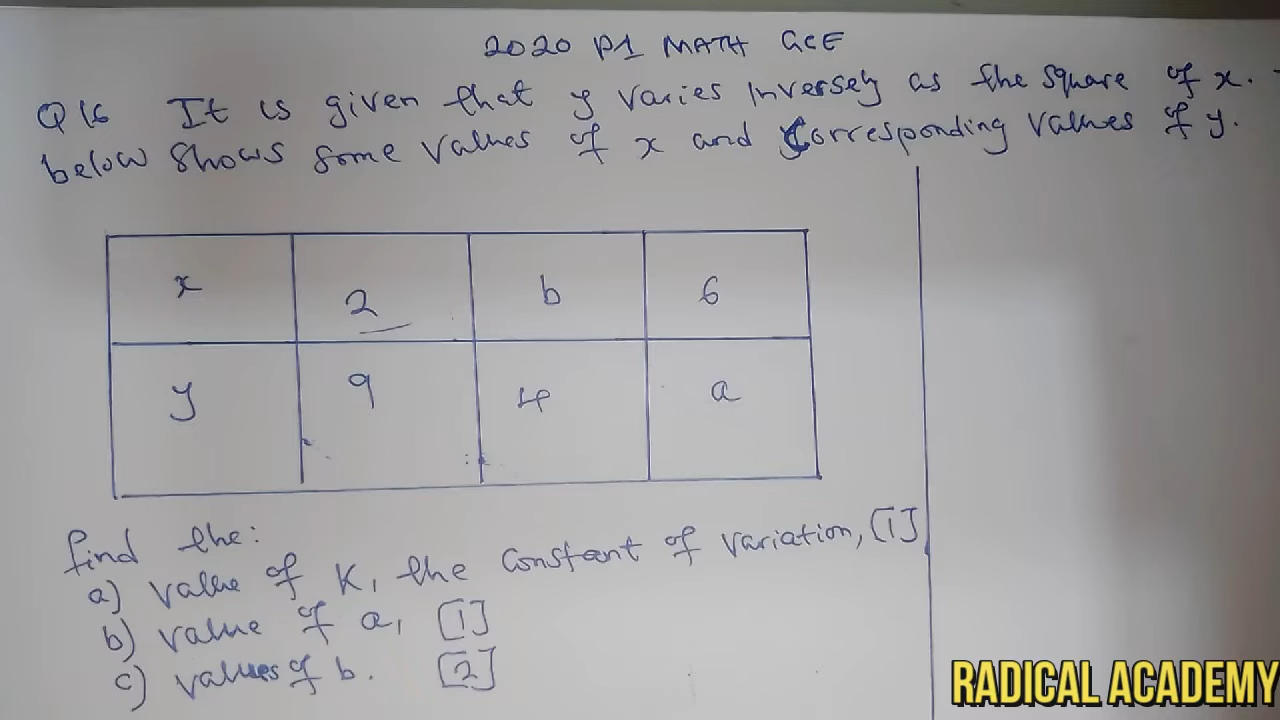 2020 P1 MATH GCE
Q16 It is given that y varies inversely as the square of x.
below shows some values of x and corresponding values of y.
x 2 b 6
y 9 4 a
find the:
a) value of K, the constant of variation, [1]
b) value of a, [1]
c) values of b. [2]
RADICAL ACADEMY